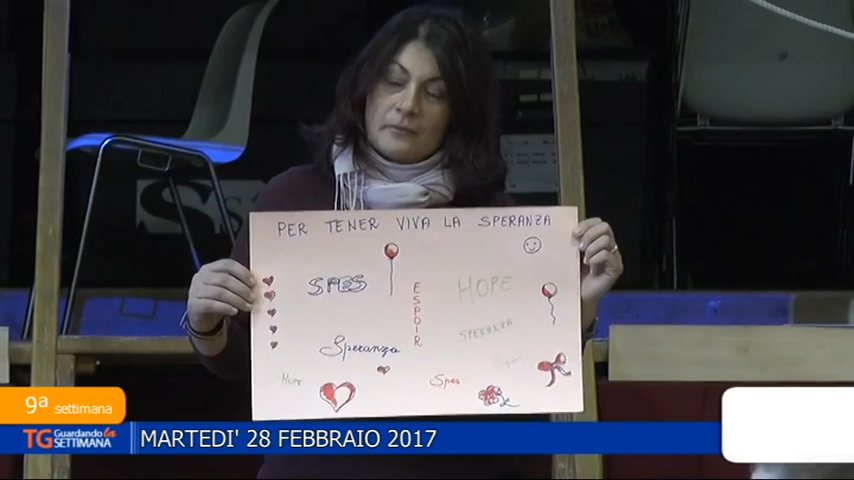 PER TENER VIVA LA SPERANZA
SPES
ESPOIR
HOPE
SPERANZA
Speranza
HOPE
Spes
9ª settimana
TG Guardando la SETTIMANA
MARTEDI' 28 FEBBRAIO 2017